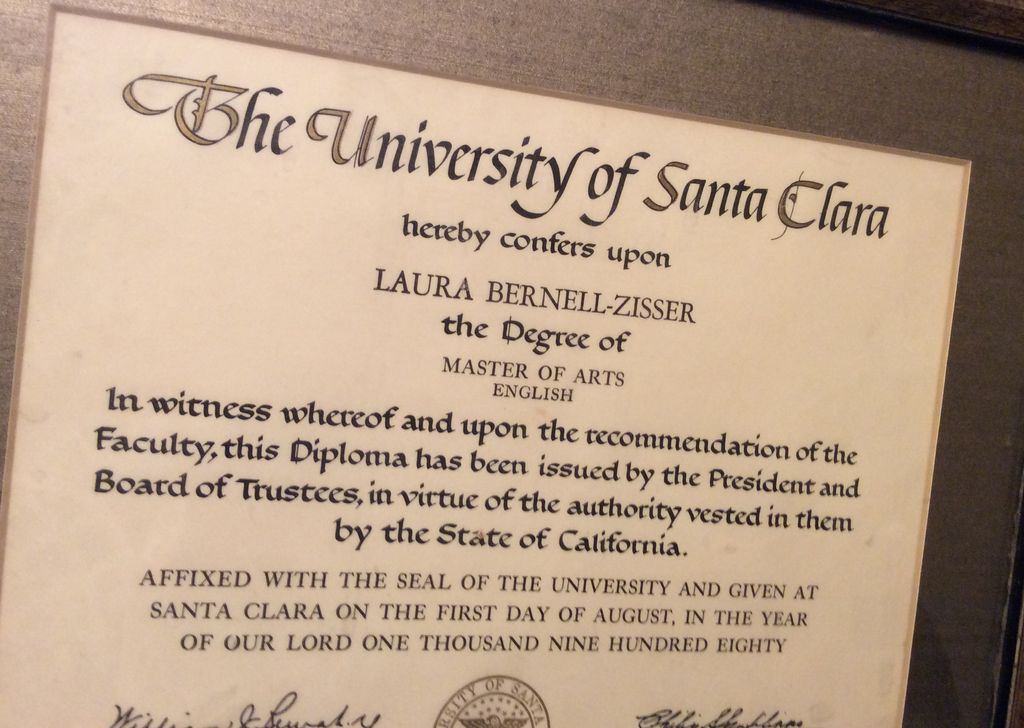 The University of Santa Clara
hereby confers upon
LAURA BERNELL-ZISSER
the Degree of
MASTER OF ARTS
ENGLISH
In witness whereof and upon the recommendation of the
Faculty, this Diploma has been issued by the President and
Board of Trustees, in virtue of the authority vested in them
by the State of California.
AFFIXED WITH THE SEAL OF THE UNIVERSITY AND GIVEN AT
SANTA CLARA ON THE FIRST DAY OF AUGUST, IN THE YEAR
OF OUR LORD ONE THOUSAND NINE HUNDRED EIGHTY
OF SANTA
William